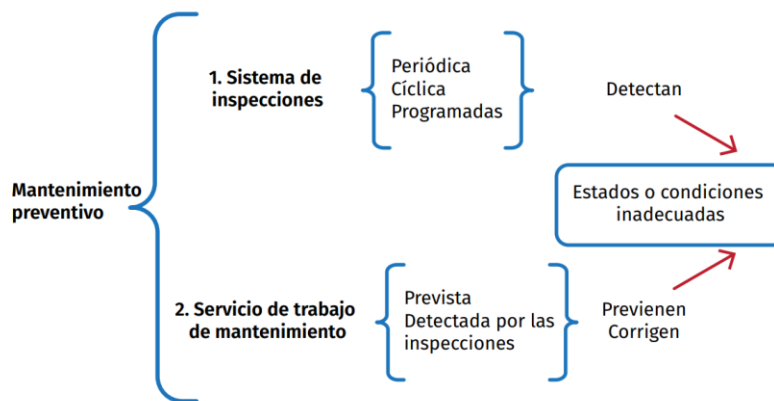 Mantenimiento
preventivo
1. Sistema de
inspecciones
Periódica
Cíclica
Programadas
Detectan
Estados o condiciones
inadecuadas
2. Servicio de trabajo
de mantenimiento
Prevista
Detectada por las
inspecciones
Previenen
Corrigen